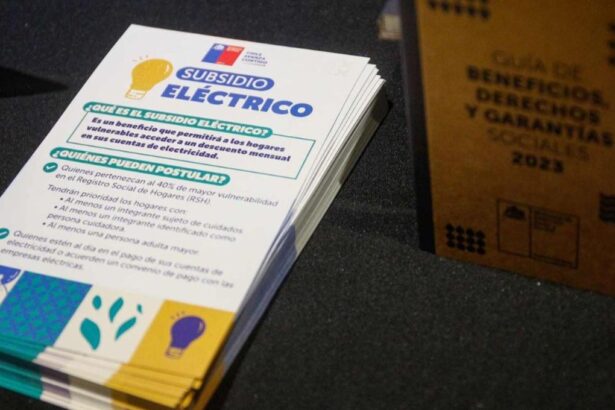 CHILE
AVANZA
CONTIGO
SUBSIDIO
ELÉCTRICO
¿QUÉ ES EL SUBSIDIO ELÉCTRICO?
Es un beneficio que permitirá a los hogares
vulnerables acceder a un descuento mensual
en sus cuentas de electricidad.
¿QUIÉNES PUEDEN POSTULAR?
Quienes pertenezcan al 40% de mayor vulnerabilidad
en el Registro Social de Hogares (RSH)
Tendrán prioridad los hogares con:
• Al menos un integrante sujeto de cuidados
• Al menos un integrante identificado como
persona cuidadora.
• Al menos una persona adulta mayor.
Quienes estén al día en el pago de sus cuentas de
electricidad o acuerden un convenio de pago con las
empresas eléctricas.
GUÍA DE
BENEFICIOS,
DERECHOS
Y GARANTÍAS
SOCIALES
2023